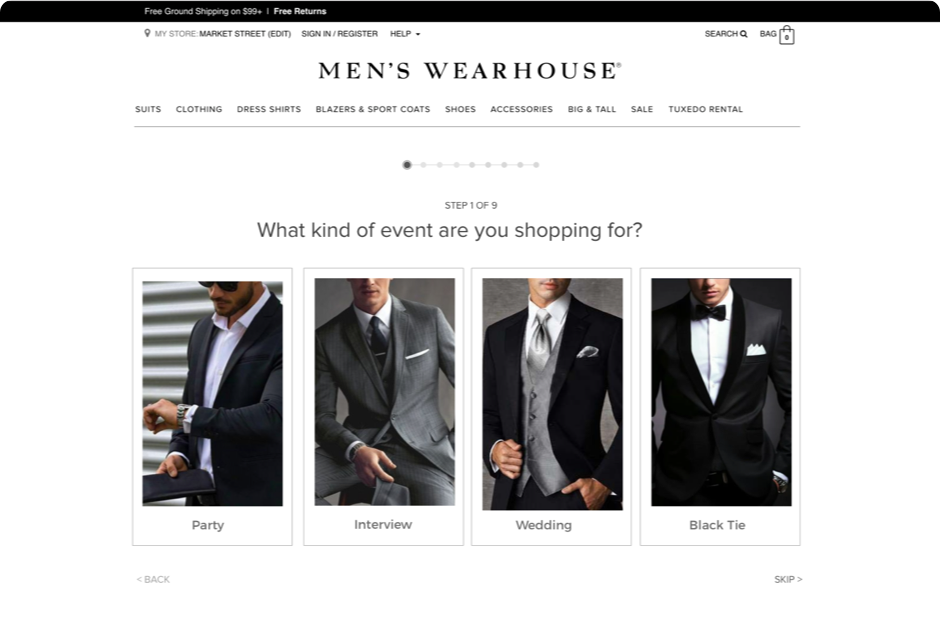 Free Ground Shipping on $99+ | Free Returns
MY STORE: MARKET STREET (EDIT) SIGN IN / REGISTER HELP SEARCH BAG 0
MEN'S WEARHOUSE®
SUITS CLOTHING DRESS SHIRTS BLAZERS & SPORT COATS SHOES ACCESSORIES BIG & TALL SALE TUXEDO RENTAL
STEP 1 OF 9
What kind of event are you shopping for?
Party Interview Wedding Black Tie
< BACK SKIP >